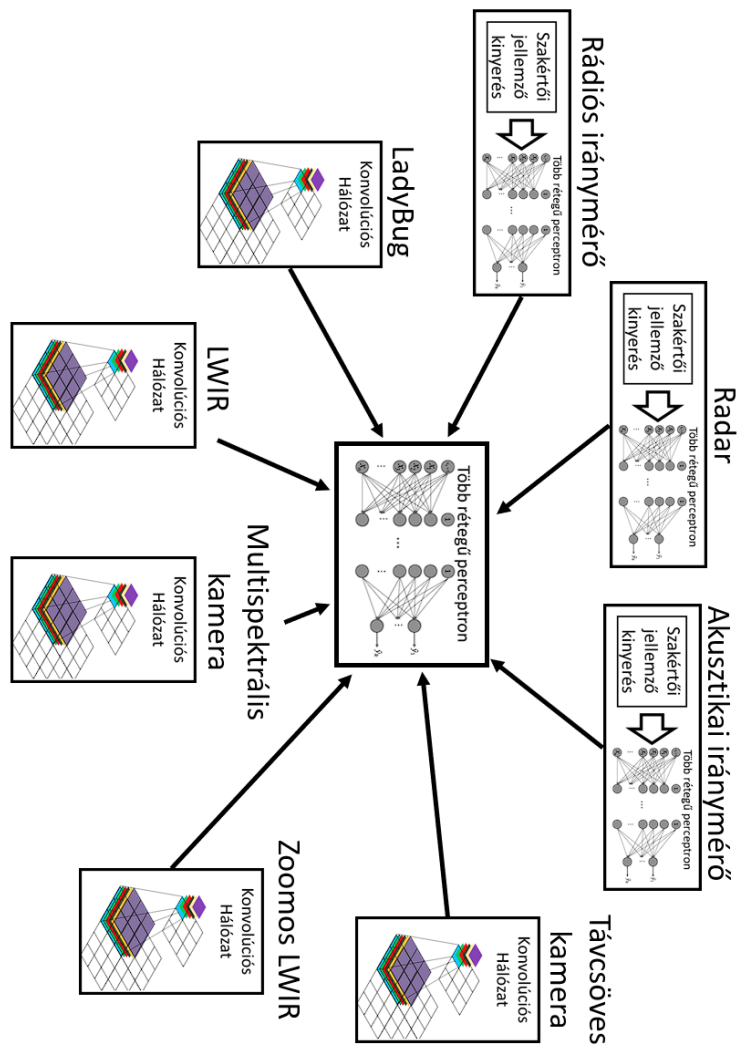 Radar
Szakértői
jellemző
kinyerés
Több rétegű perceptron
Akusztikai iránymérő
Szakértői
jellemző
kinyerés
Több rétegű perceptron
Rádiós iránymérő
Szakértői
jellemző
kinyerés
Több rétegű perceptron
Távcsöves
kamera
Konvolúciós
Hálózat
LadyBug
Konvolúciós
Hálózat
Több rétegű perceptron
Zoomos LWIR
Konvolúciós
Hálózat
LWIR
Konvolúciós
Hálózat
Multispektrális
kamera
Konvolúciós
Hálózat